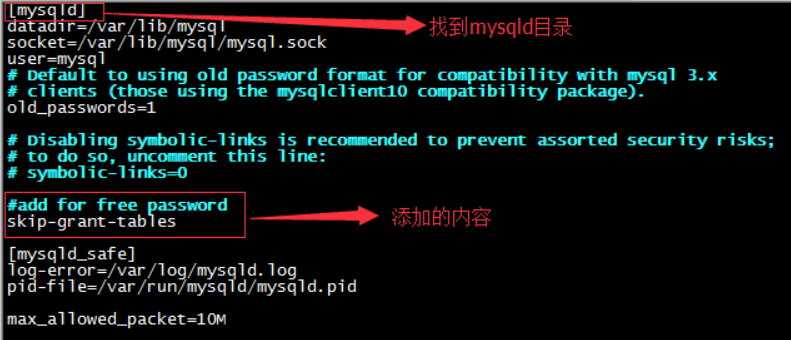 [mysqld]
找到mysqld目录
datadir=/var/lib/mysql
socket=/var/lib/mysql/mysql.sock
user=mysql
# Default to using old password format for compatibility with mysql 3.x
# clients (those using the mysqlclient10 compatibility package).
old_passwords=1
# Disabling symbolic-links is recommended to prevent assorted security risks;
# to do so, uncomment this line:
# symbolic-links=0
#add for free password
skip-grant-tables
添加的内容
[mysqld_safe]
log-error=/var/log/mysqld.log
pid-file=/var/run/mysqld/mysqld.pid
max_allowed_packet=10M